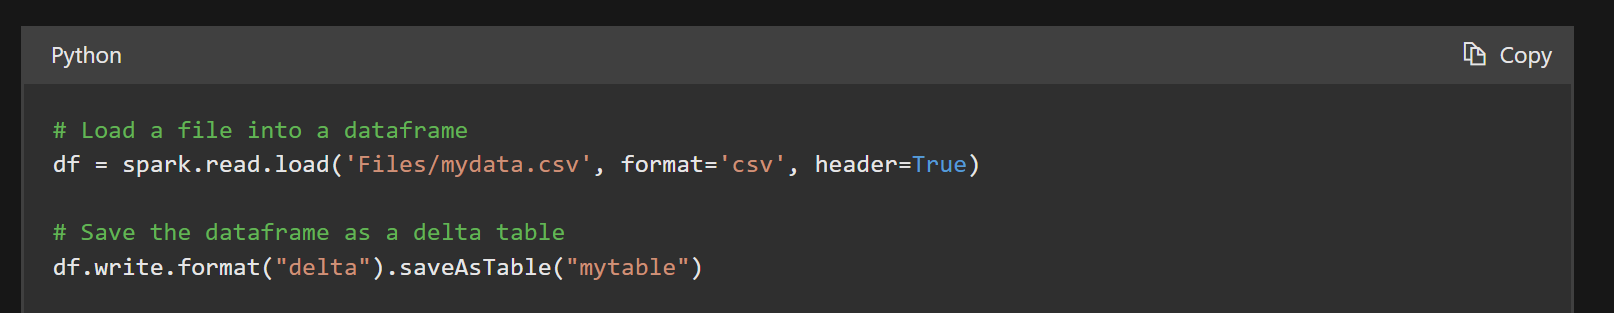 Python
Copy
# Load a file into a dataframe
df = spark.read.load('Files/mydata.csv', format='csv', header=True)
# Save the dataframe as a delta table
df.write.format("delta").saveAsTable("mytable")